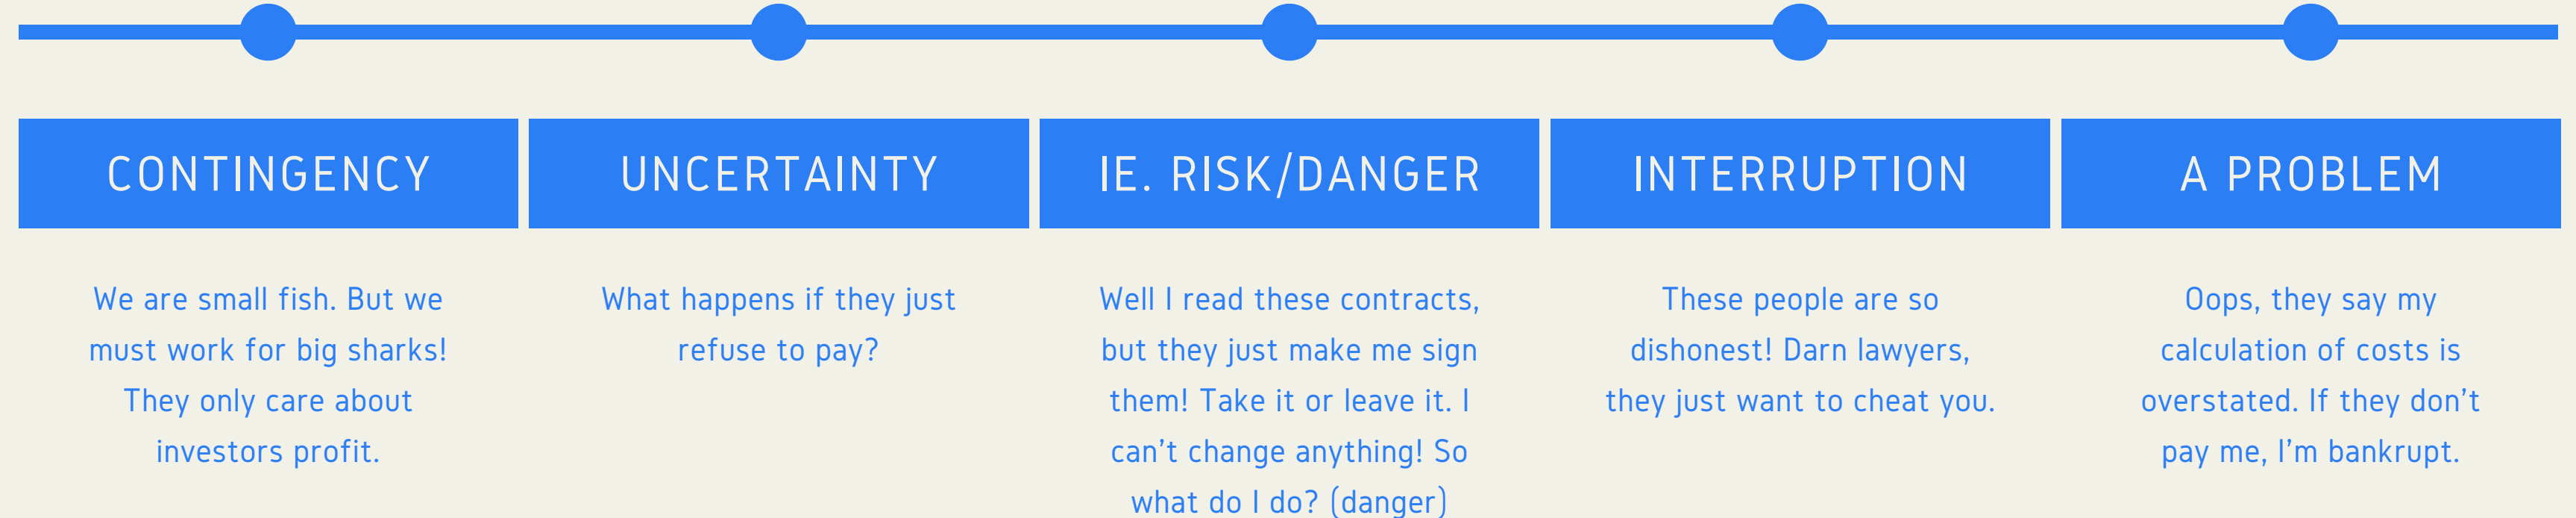 CONTINGENCY
We are small fish. But we
must work for big sharks!
They only care about
investors profit.
UNCERTAINTY
What happens if they just
refuse to pay?
IE. RISK/DANGER
Well I read these contracts,
but they just make me sign
them! Take it or leave it. I
can't change anything! So
what do I do? (danger)
INTERRUPTION
These people are so
dishonest! Darn lawyers,
they just want to cheat you.
A PROBLEM
Oops, they say my
calculation of costs is
overstated. If they don't
pay me, I'm bankrupt.